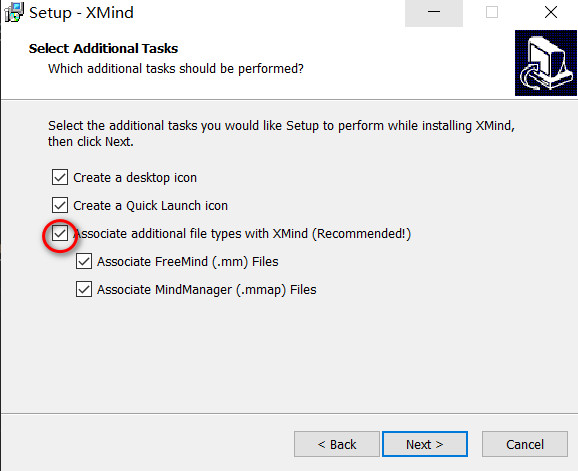 Setup - XMind
Select Additional Tasks
Which additional tasks should be performed?
Select the additional tasks you would like Setup to perform while installing XMind,
then click Next.
Create a desktop icon
Create a Quick Launch icon
Associate additional file types with XMind (Recommended!)
Associate FreeMind (.mm) Files
Associate MindManager (.mmap) Files
< Back
Next >
Cancel